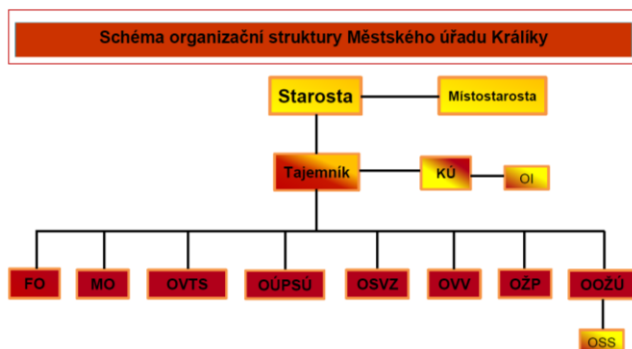 Schéma organizační struktury Městského úřadu Králíky
Starosta
Místostarosta
Tajemník
KÚ
OI
FO
MO
OVTS
OÚPSÚ
OSVZ
OVV
OŽP
OOŽÚ
OSS